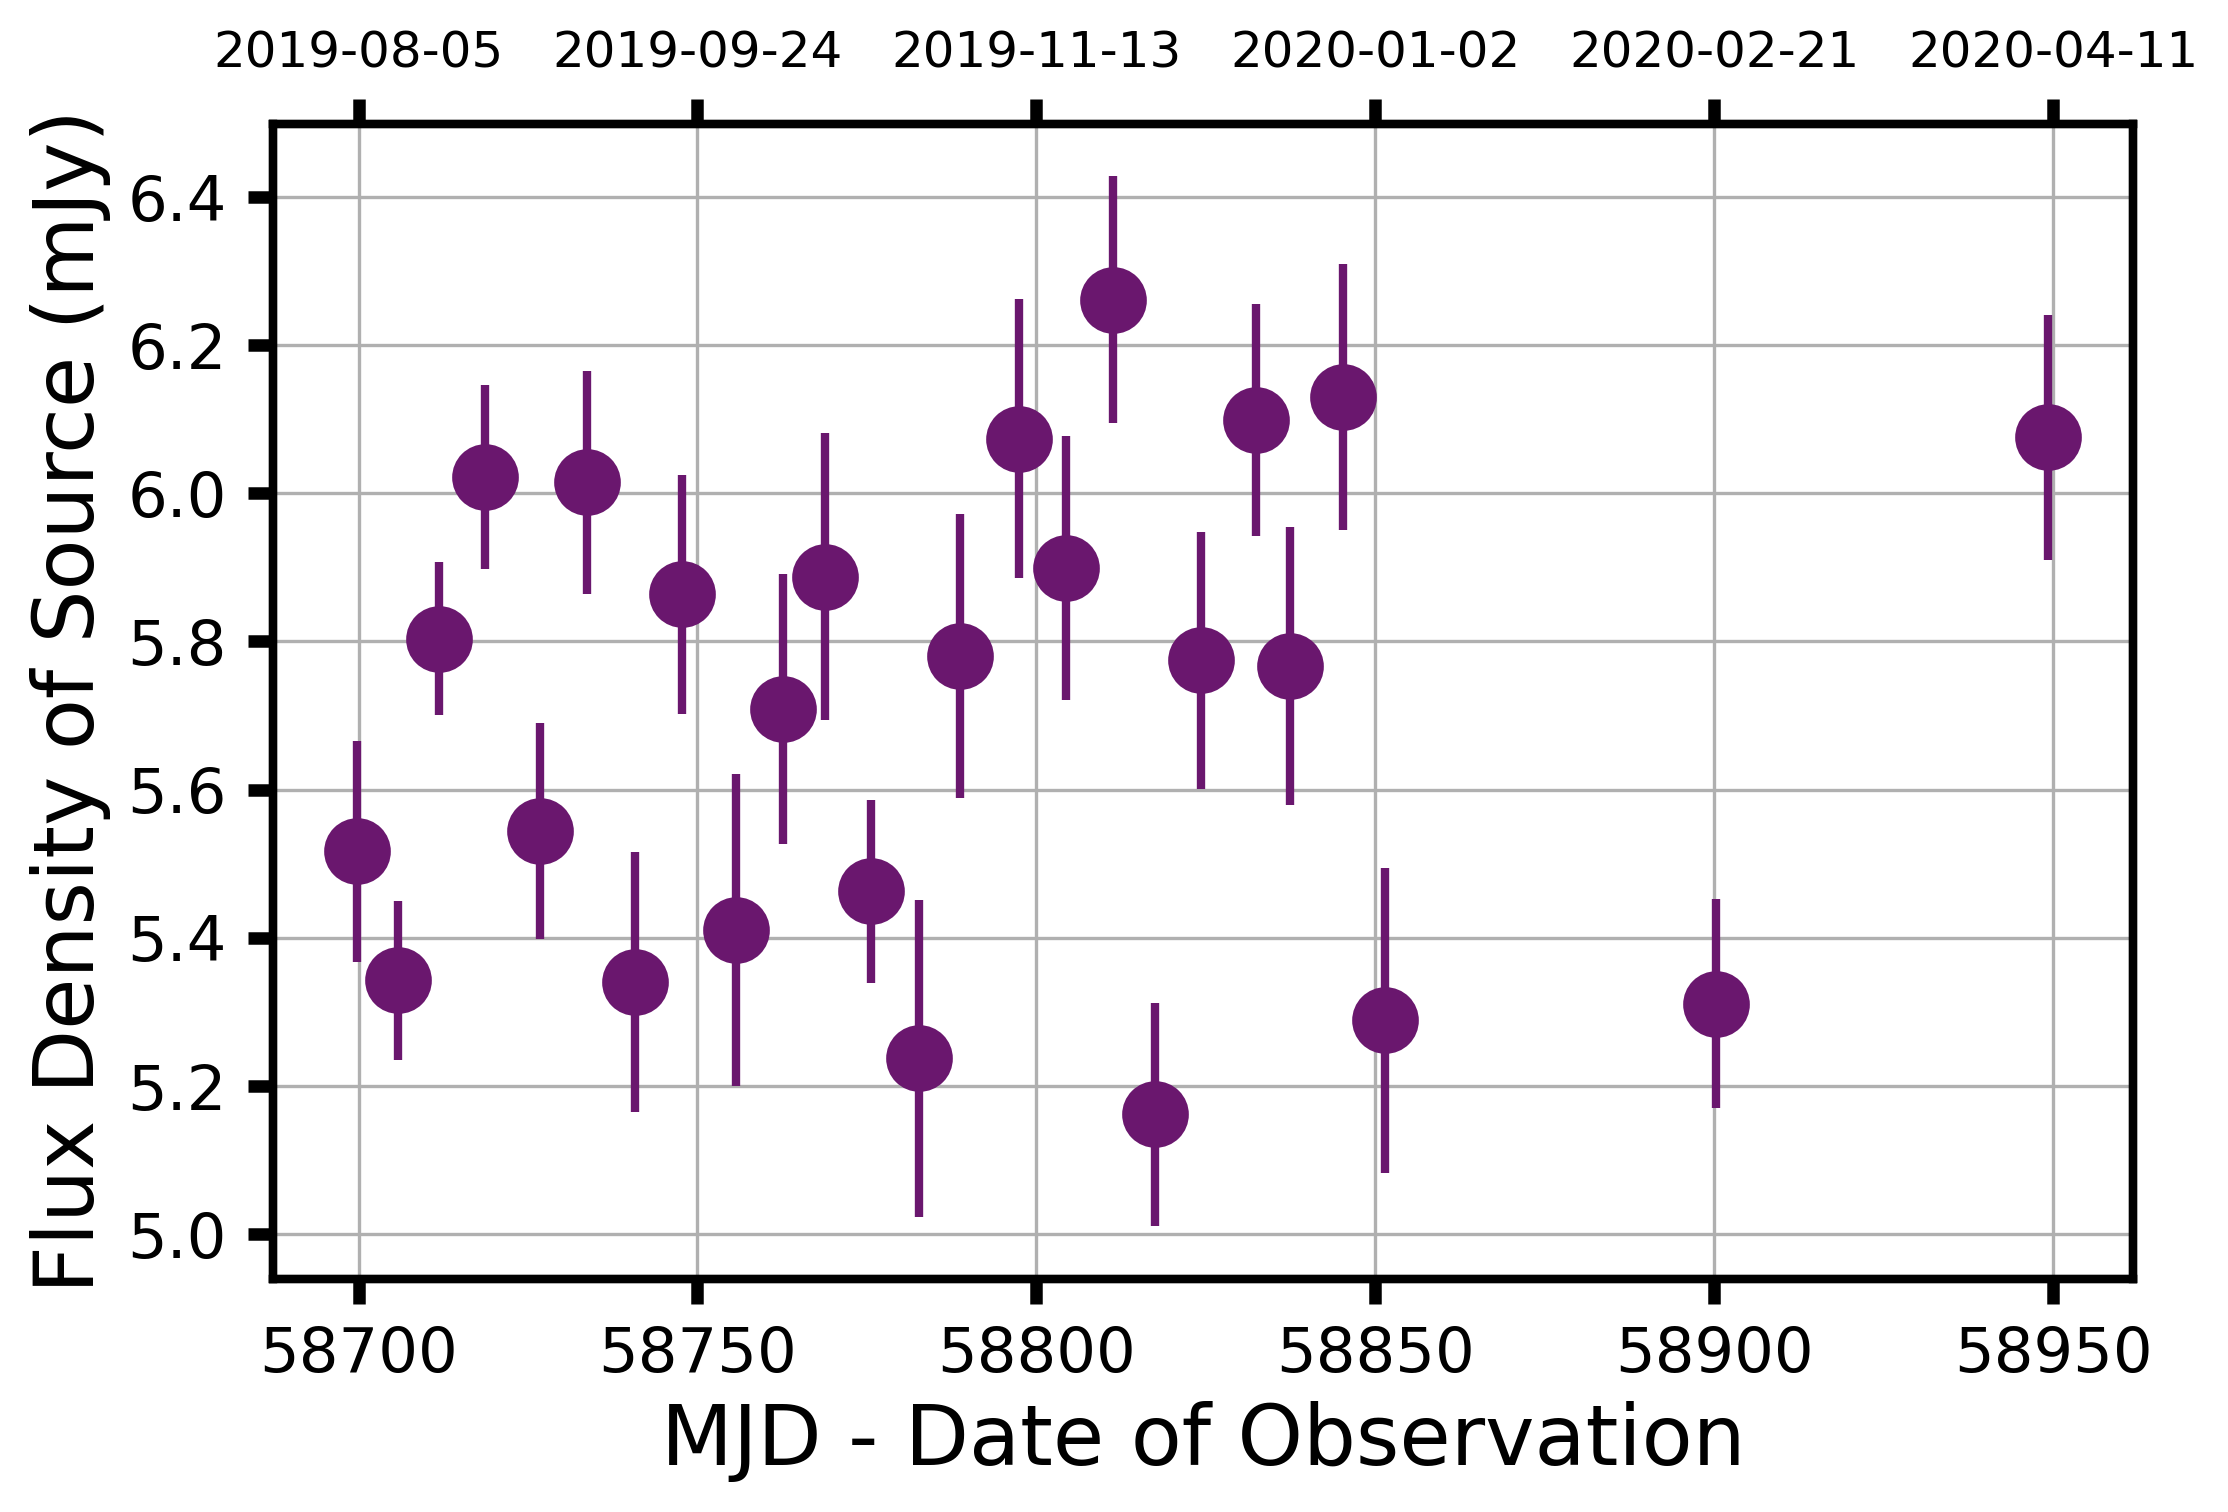 2019-08-05 2019-09-24 2019-11-13 2020-01-02 2020-02-21 2020-04-11
Flux Density of Source (mJy)
6.4
6.2
6.0
5.8
5.6
5.4
5.2
5.0
58700 58750 58800 58850 58900 58950
MJD - Date of Observation